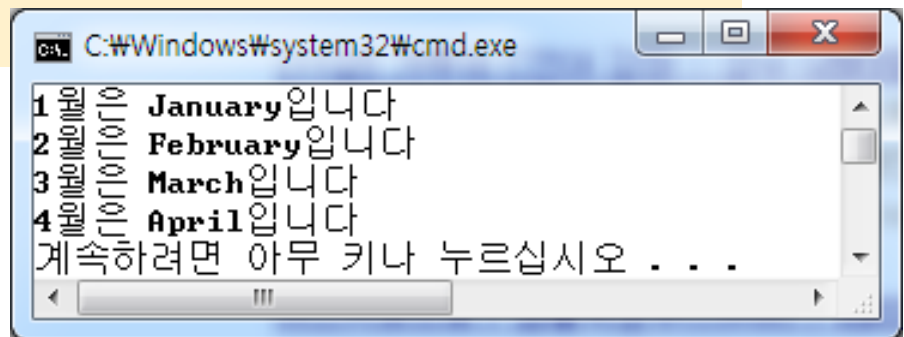 C:₩Windows₩system32₩cmd.exe
1월은 January입니다
2월은 February입니다
3월은 March입니다
4월은 April입니다
계속하려면 아무 키나 누르십시오 . . .